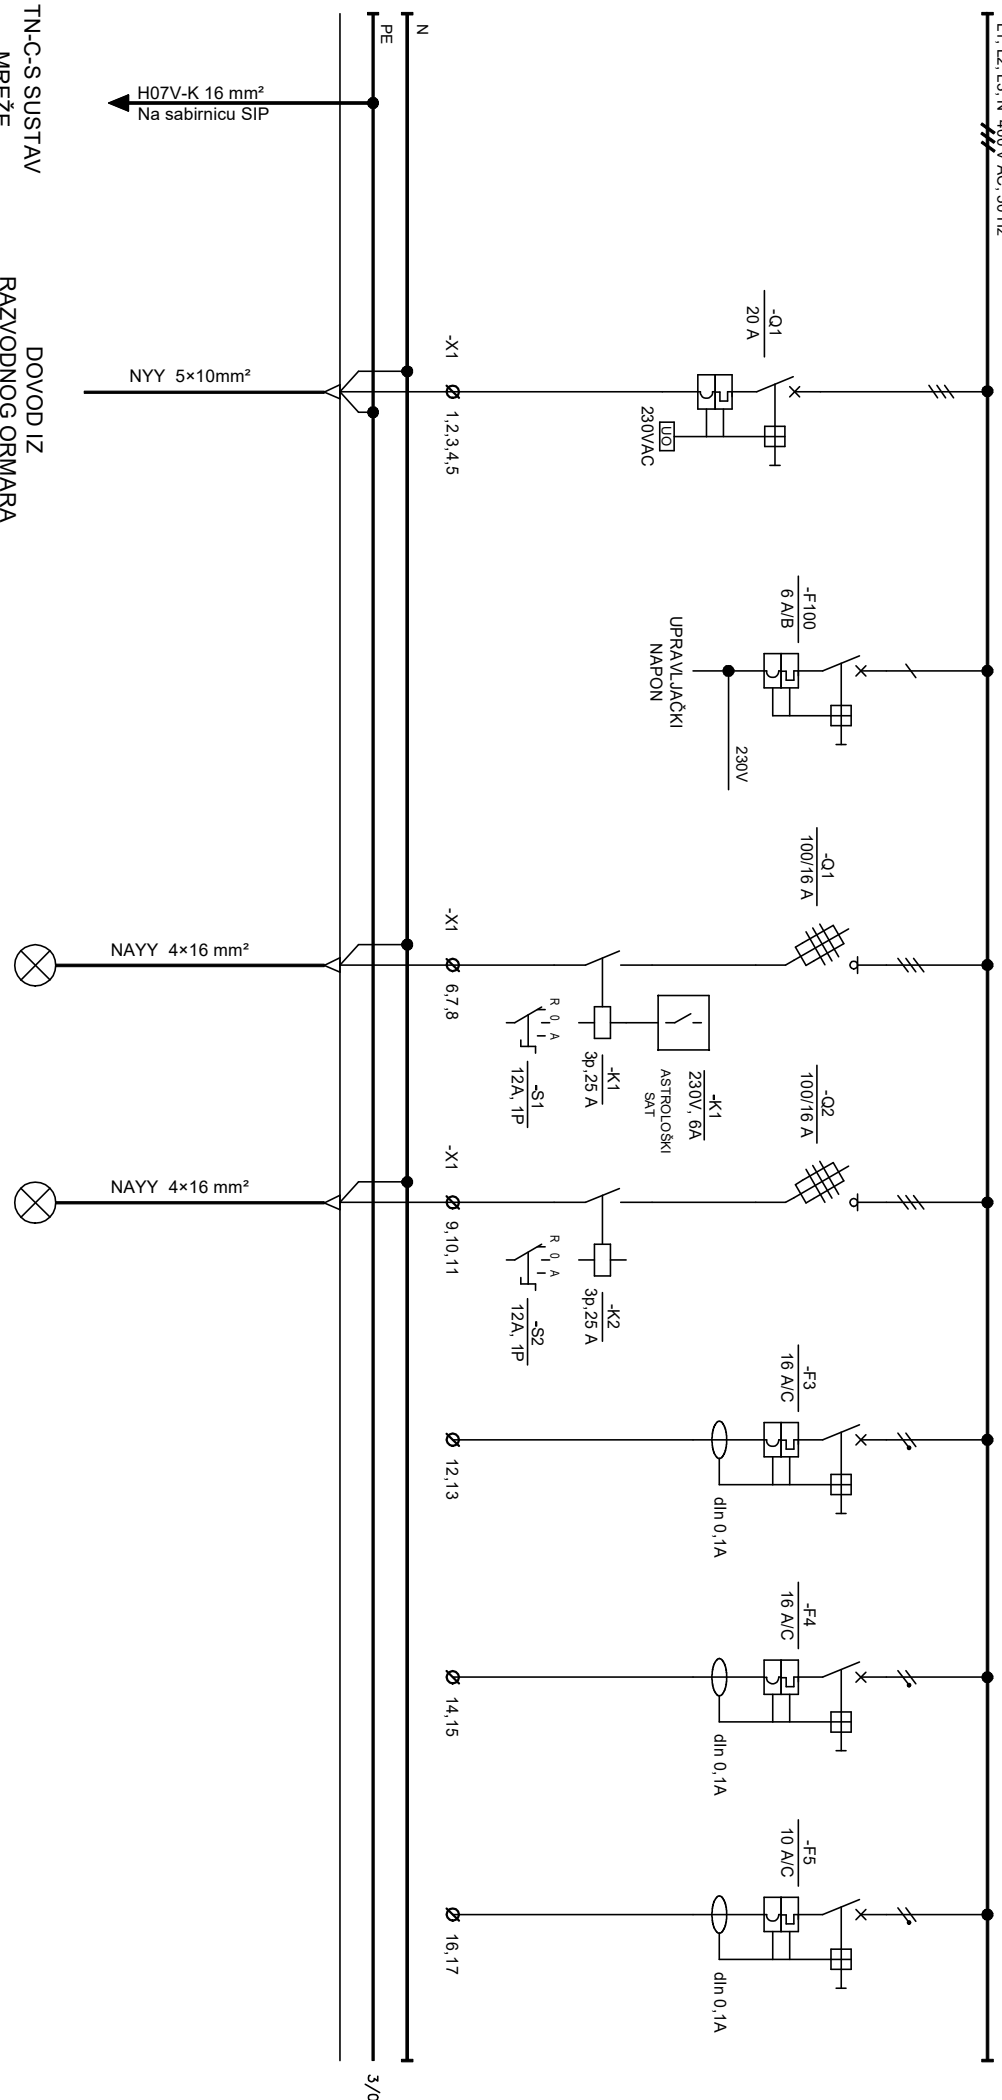 L1, L2, L3, N 400 V AC, 50 Hz
N
PE
H07V-K 16 mm²
Na sabirnicu SIP
TN-C-S SUSTAV
MREŽE
-Q1
20 A
UO
230VAC
-X1
1,2,3,4,5
NYY 5×10mm²
DOVOD IZ
RAZVODNOG ORMARA
-F100
6 A/B
230V
UPRAVLJAČKI
NAPON
-Q1
100/16 A
-K1
230V, 6A
ASTROLOŠKI
SAT
-K1
3p,25 A
R 0 A
-S1
12A, 1P
-X1
6,7,8
NAYY 4×16 mm²
-Q2
100/16 A
-K2
3p,25 A
R 0 A
-S2
12A, 1P
-X1
9,10,11
NAYY 4×16 mm²
-F3
16 A/C
dIn 0,1A
12,13
-F4
16 A/C
dIn 0,1A
14,15
-F5
10 A/C
dIn 0,1A
16,17